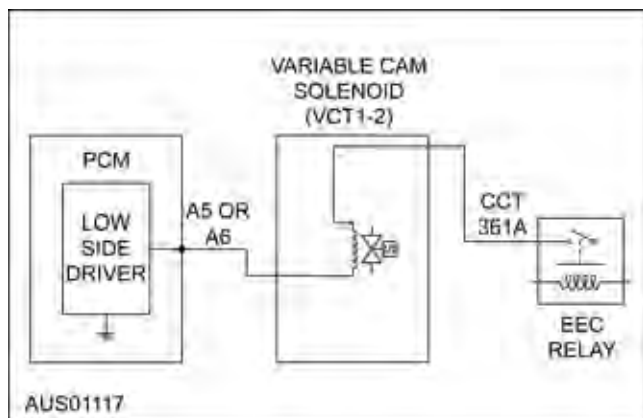 VARIABLE CAM
SOLENOID
(VCT1-2)
PCM
LOW
SIDE
DRIVER
A5 OR
A6
CCT
361A
EEC
RELAY
AUS01117